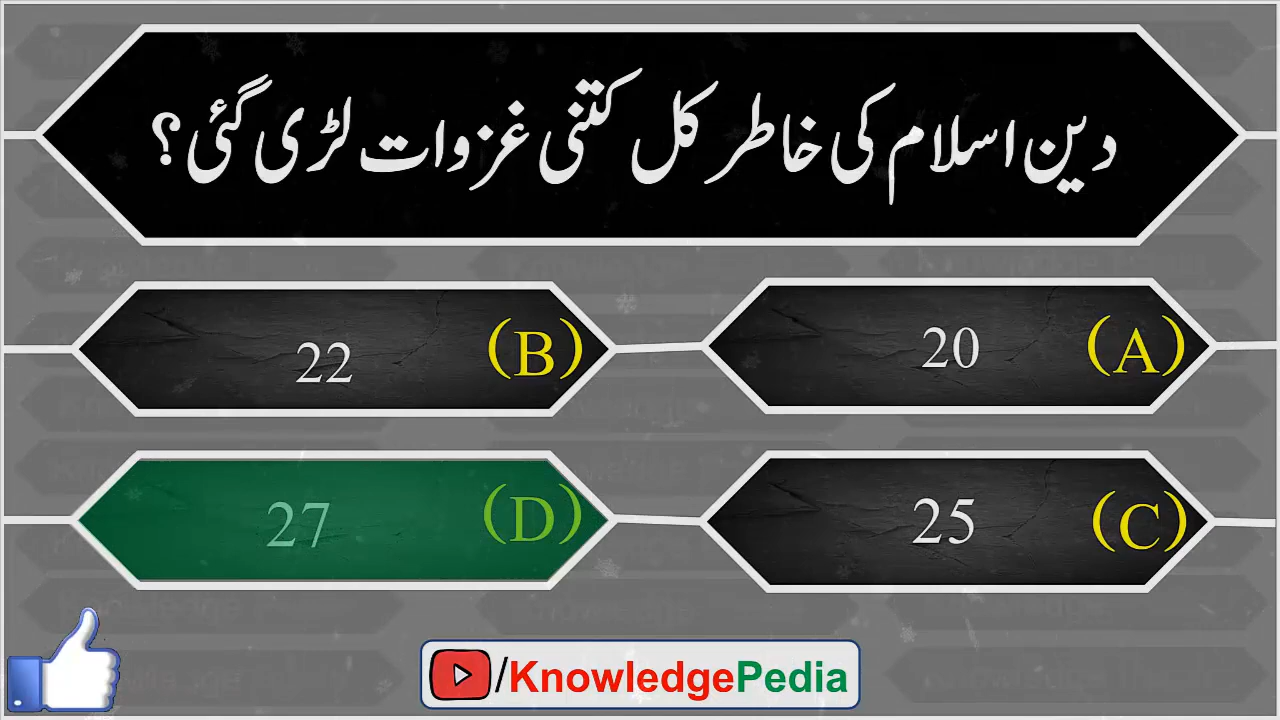 دین اسلام کی خاطر کل کتنی غزوات لڑی گئی ؟
(A) 20
(B) 22
(C) 25
(D) 27
/KnowledgePedia